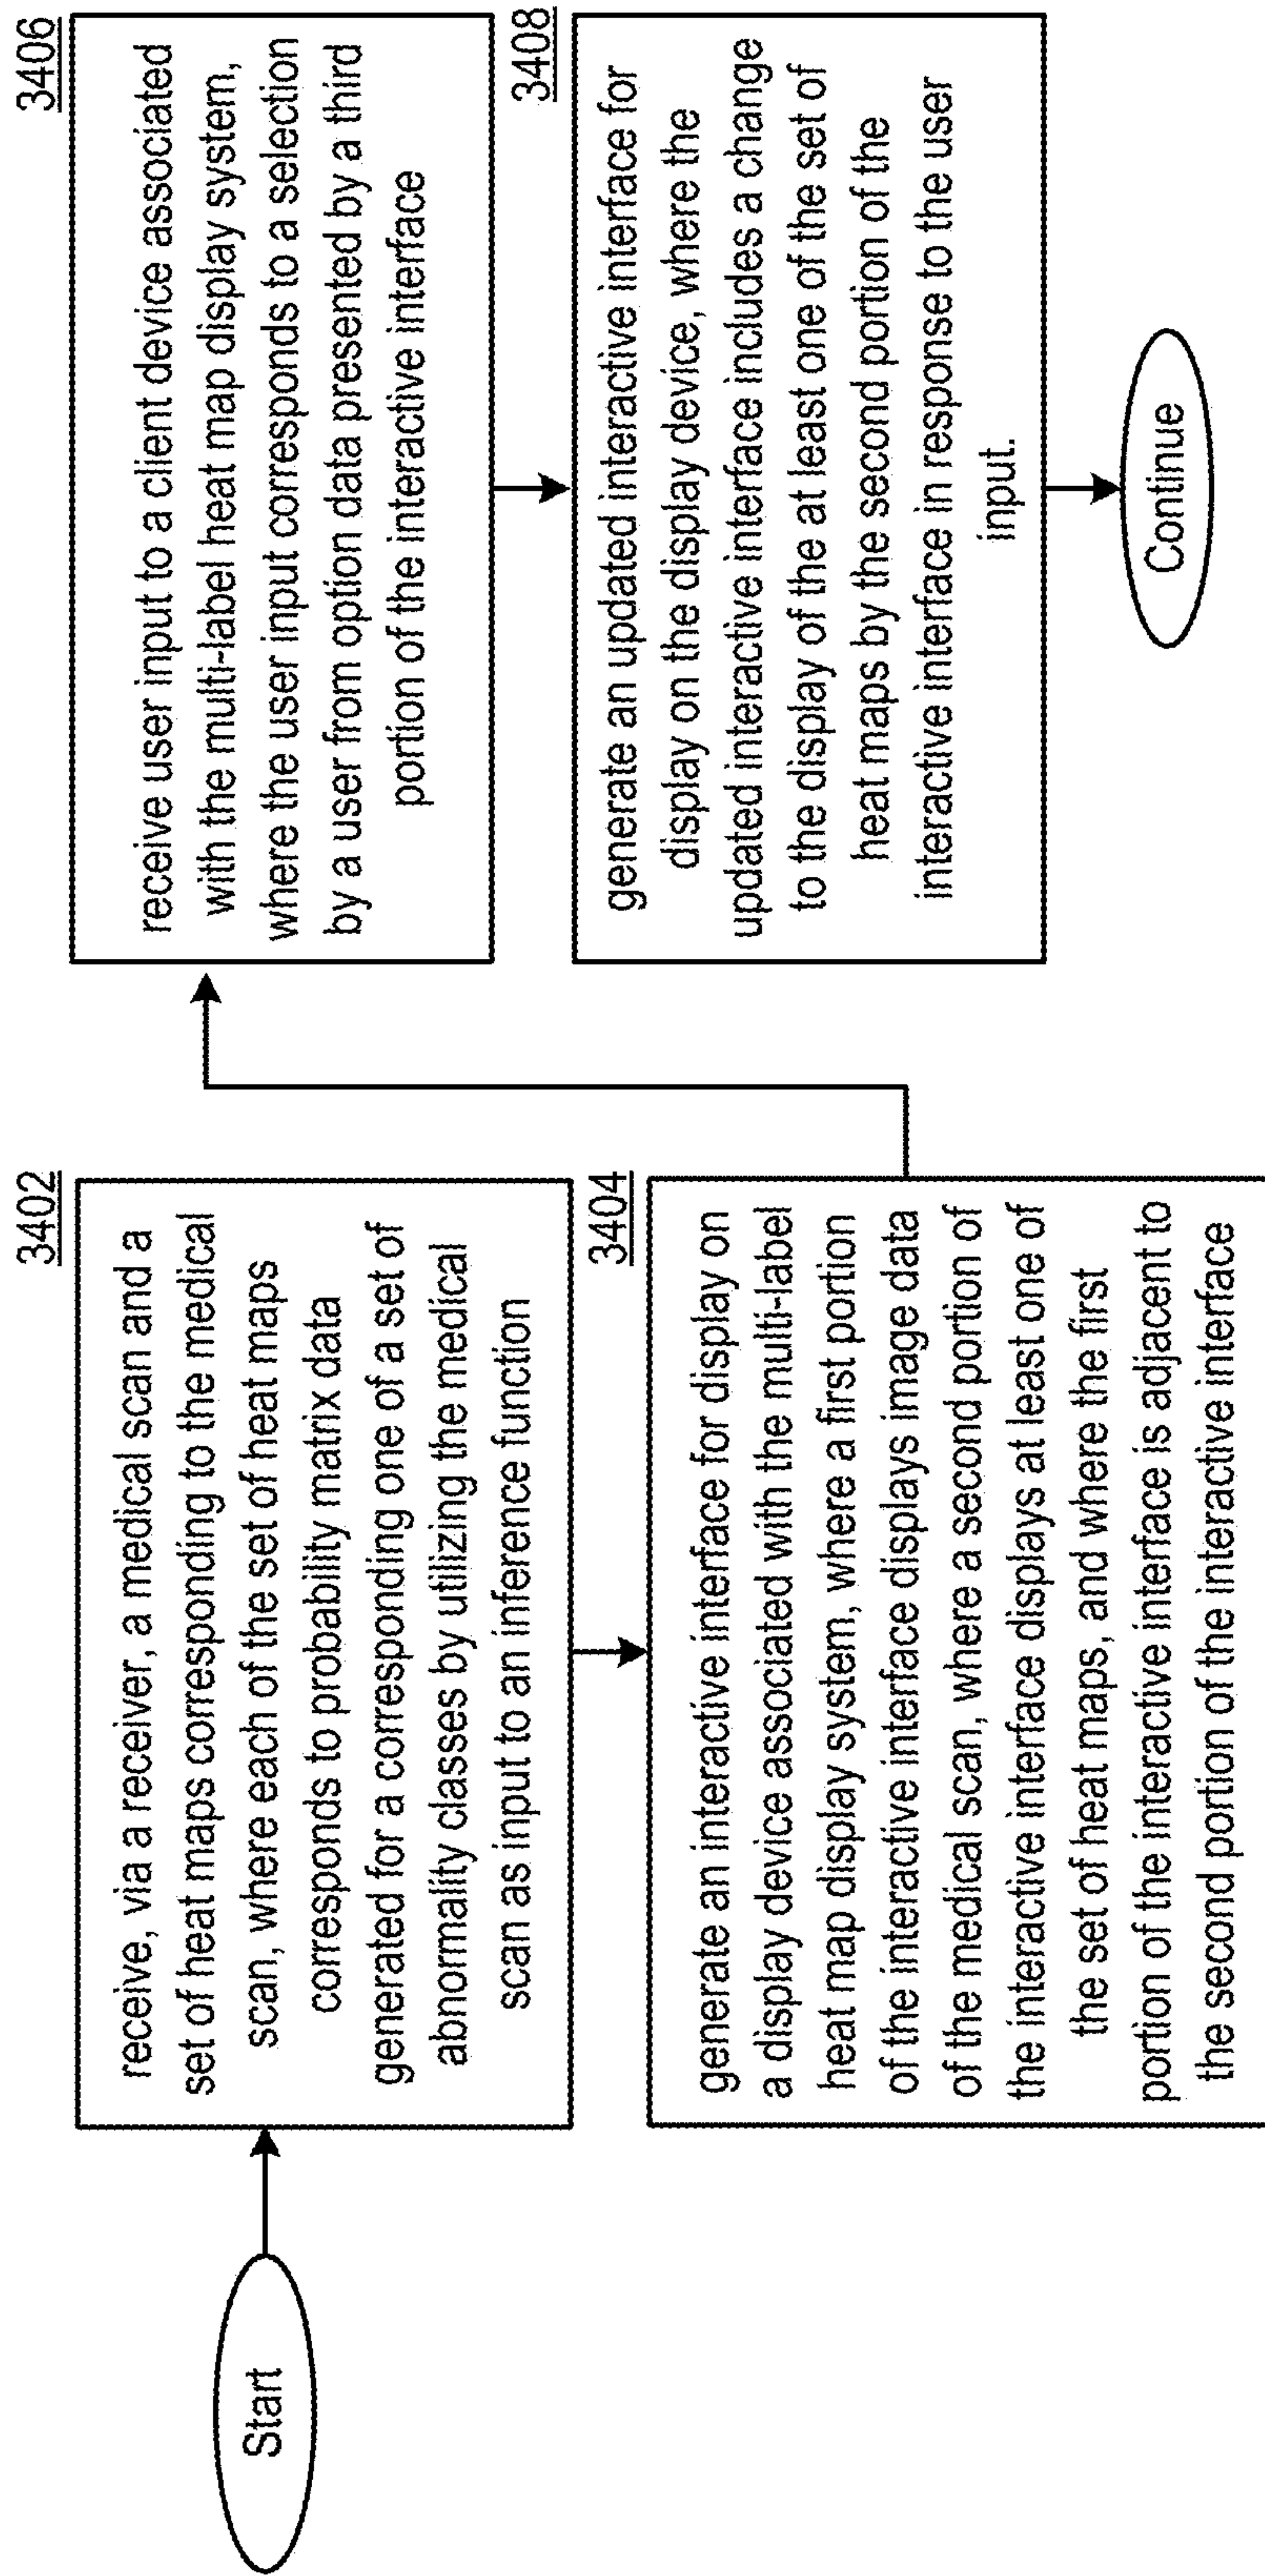 Start
3402
receive, via a receiver, a medical scan and a
set of heat maps corresponding to the medical
scan, where each of the set of heat maps
corresponds to probability matrix data
generated for a corresponding one of a set of
abnormality classes by utilizing the medical
scan as input to an inference function
3404
generate an interactive interface for display on
a display device associated with the multi-label
heat map display system, where a first portion
of the interactive interface displays image data
of the medical scan, where a second portion of
the interactive interface displays at least one of
the set of heat maps, and where the first
portion of the interactive interface is adjacent to
the second portion of the interactive interface
3406
receive user input to a client device associated
with the multi-label heat map display system,
where the user input corresponds to a selection
by a user from option data presented by a third
portion of the interactive interface
3408
generate an updated interactive interface for
display on the display device, where the
updated interactive interface includes a change
to the display of the at least one of the set of
heat maps by the second portion of the
interactive interface in response to the user
input.
Continue